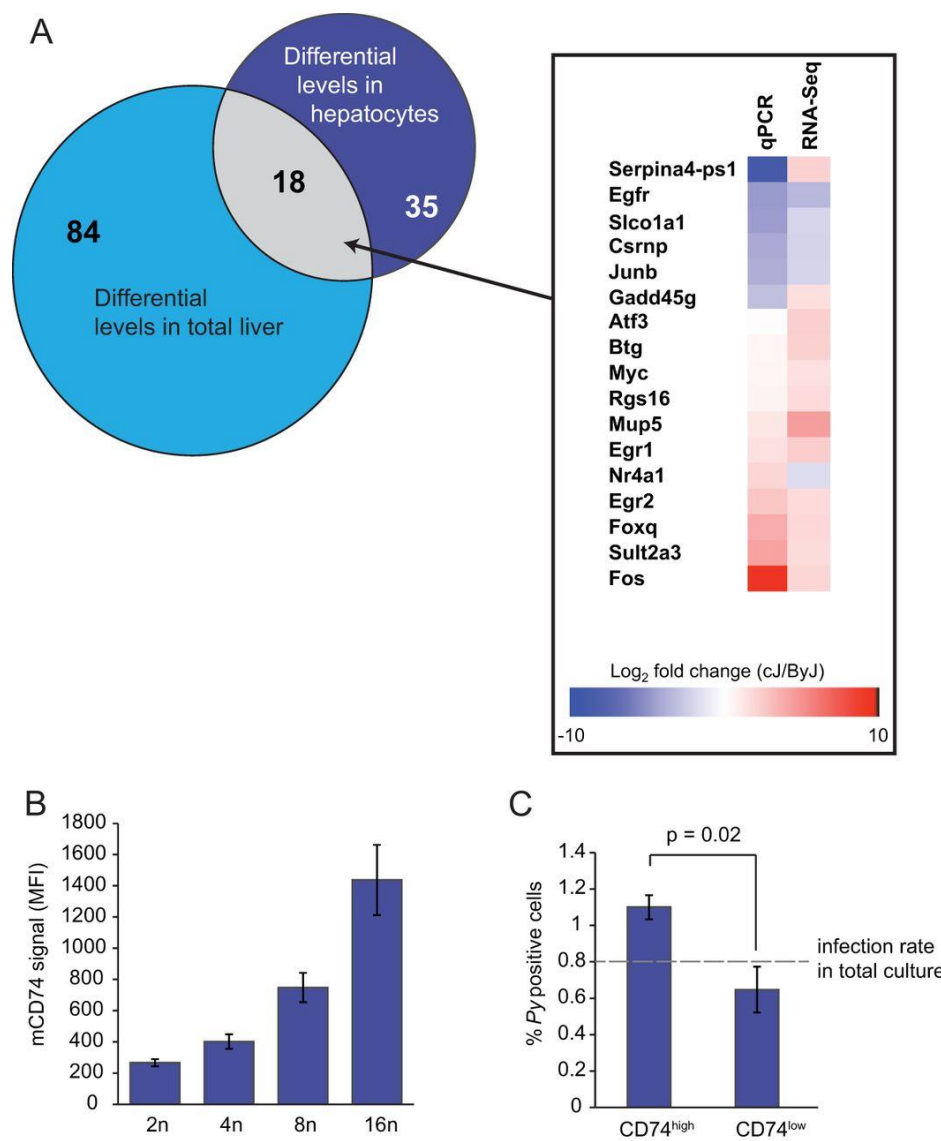 A
Differential
levels in
hepatocytes
18
35
84
Differential
levels in total liver
qPCR
RNA-Seq
Serpina4-ps1
Egfr
Slco1a1
Csrnp
Junb
Gadd45g
Atf3
Btg
Myc
Rgs16
Mup5
Egr1
Nr4a1
Egr2
Foxq
Sult2a3
Fos
Log₂ fold change (cJ/ByJ)
-10 10
B
mCD74 signal (MFI)
1800
1600
1400
1200
1000
800
600
400
200
0
2n 4n 8n 16n
C
p = 0.02
% Py positive cells
1.4
1.2
1
0.8
0.6
0.4
0.2
0
infection rate
in total culture
CD74ʰⁱᵍʰ CD74ˡᵒʷ